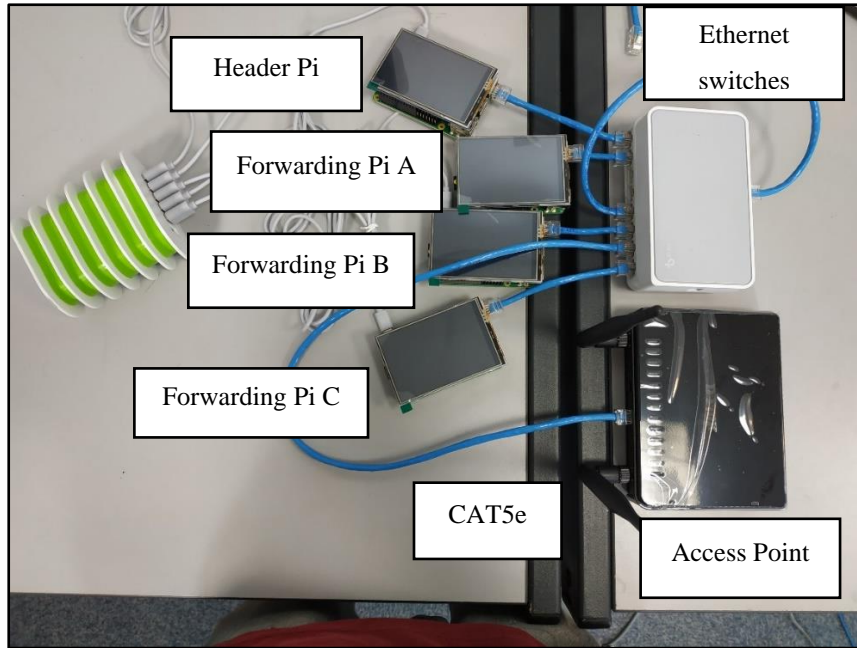 Header Pi
Ethernet
switches
Forwarding Pi A
Forwarding Pi B
Forwarding Pi C
CAT5e
Access Point